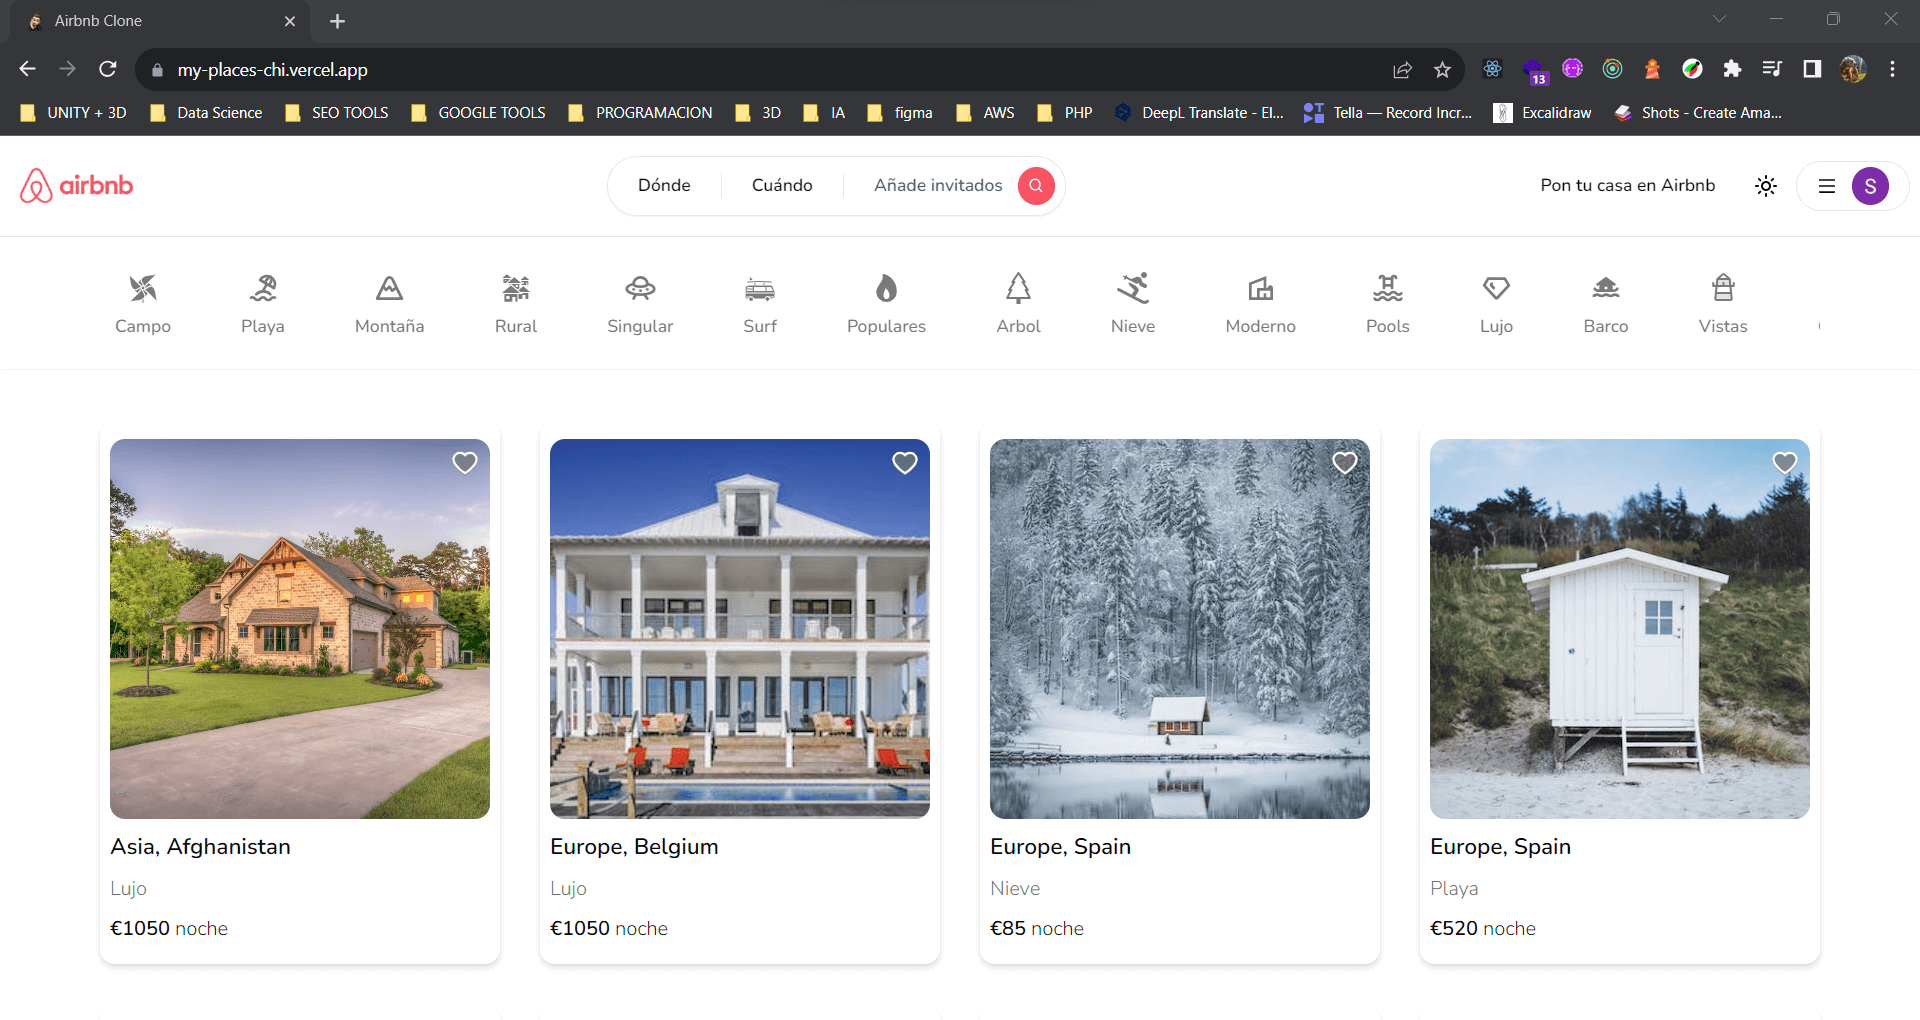 Airbnb Clone
my-places-chi.vercel.app
13
UNITY + 3D Data Science SEO TOOLS GOOGLE TOOLS PROGRAMACION 3D IA figma AWS PHP DeepL Translate - El... Tella — Record Incr... Excalidraw Shots - Create Ama...
airbnb Dónde Cuándo Añade invitados Pon tu casa en Airbnb S
Campo Playa Montaña Rural Singular Surf Populares Arbol Nieve Moderno Pools Lujo Barco Vistas
Asia, Afghanistan Europe, Belgium Europe, Spain Europe, Spain
Lujo Lujo Nieve Playa
€1050 noche €1050 noche €85 noche €520 noche